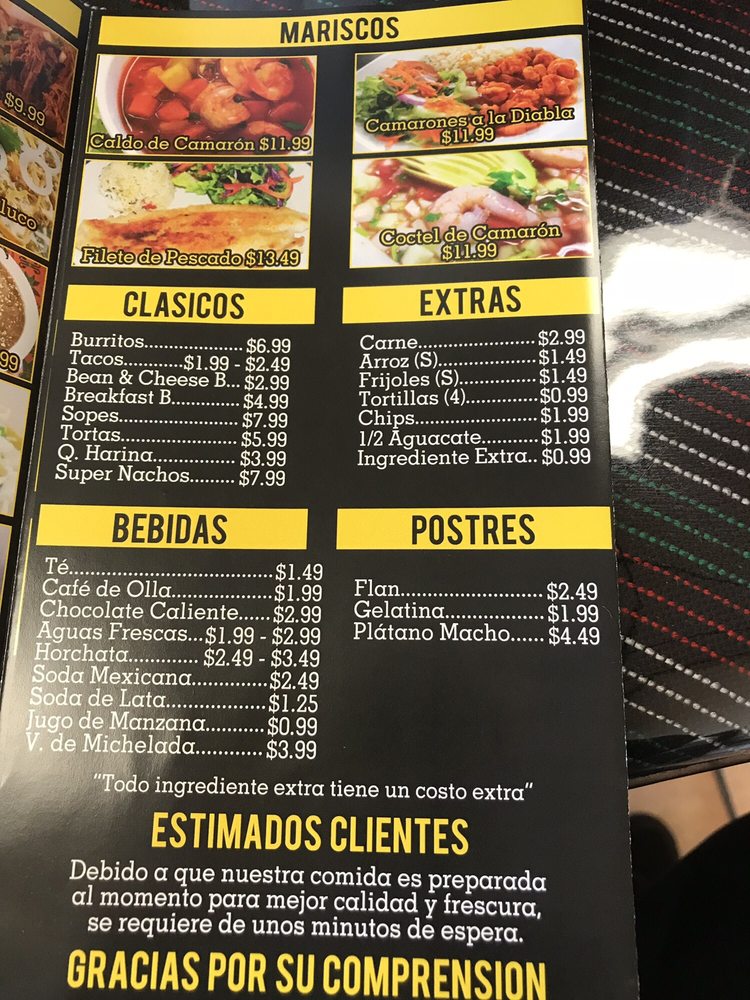 $9.99
luco
99
MARISCOS
Caldo de Camarón $11.99
Camarones a la Diabla
$11.99
Filete de Pescado $13.49
Coctel de Camarón
$11.99
CLASICOS
Burritos..................... $6.99
Tacos...........$1.99 - $2.49
Bean & Cheese B... $2.99
Breakfast B............... $4.99
Sopes........................ $7.99
Tortas....................... $5.99
Q. Harina................. $3.99
Super Nachos......... $7.99
EXTRAS
Carne........................ $2.99
Arroz (S).................... $1.49
Frijoles (S)................ $1.49
Tortillas (4).............. $0.99
Chips......................... $1.99
1/2 Aguacate............ $1.99
Ingrediente Extra.. $0.99
BEBIDAS
Té.................................. $1.49
Café de Olla................. $1.99
Chocolate Caliente...... $2.99
Aguas Frescas...$1.99 - $2.99
Horchata............. $2.49 - $3.49
Soda Mexicana............. $2.49
Soda de Lata................. $1.25
Jugo de Manzana.......... $0.99
V. de Michelada............ $3.99
POSTRES
Flan........................ $2.49
Gelatina................. $1.99
Plátano Macho...... $4.49
"Todo ingrediente extra tiene un costo extra"
ESTIMADOS CLIENTES
Debido a que nuestra comida es preparada
al momento para mejor calidad y frescura,
se requiere de unos minutos de espera.
GRACIAS POR SU COMPRENSION